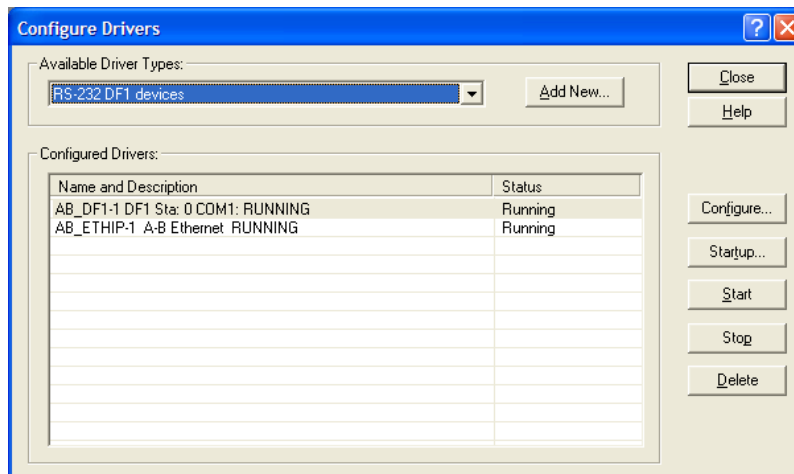 Configure Drivers
Available Driver Types:
RS-232 DF1 devices
Add New...
Close
Help
Configured Drivers:
Name and Description Status
AB_DF1-1 DF1 Sta: 0 COM1: RUNNING Running
AB_ETHIP-1 A-B Ethernet RUNNING Running
Configure...
Startup...
Start
Stop
Delete